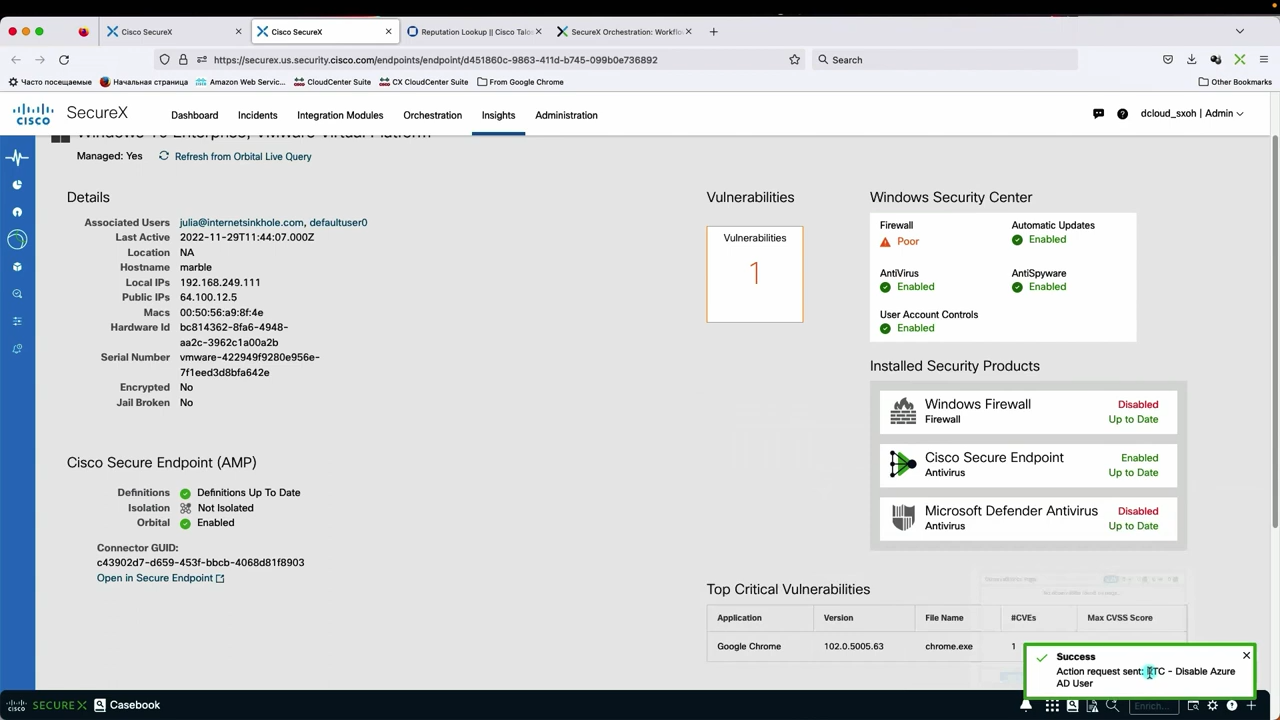 Cisco SecureX
Cisco SecureX
Reputation Lookup || Cisco Talo
SecureX Orchestration: Workflo
https://securex.us.security.cisco.com/endpoints/endpoint/d451860c-9863-411d-b745-099b0e736892
Search
Часто посещаемые
Начальная страница
Amazon Web Servic...
CloudCenter Suite
CX CloudCenter Suite
From Google Chrome
Other Bookmarks
CISCO
SecureX
Dashboard
Incidents
Integration Modules
Orchestration
Insights
Administration
dcloud_sxoh | Admin
Windows 10 Enterprise, VMware Virtual Platform
Managed: Yes
Refresh from Orbital Live Query
Details
Associated Users julia@internetsinkhole.com, defaultuser0
Last Active 2022-11-29T11:44:07.000Z
Location NA
Hostname marble
Local IPs 192.168.249.111
Public IPs 64.100.12.5
Macs 00:50:56:a9:8f:4e
Hardware Id bc814362-8fa6-4948-
aa2c-3962c1a00a2b
Serial Number vmware-422949f9280e956e-
7f1eed3d8bfa642e
Encrypted No
Jail Broken No
Cisco Secure Endpoint (AMP)
Definitions Definitions Up To Date
Isolation Not Isolated
Orbital Enabled
Connector GUID:
c43902d7-d659-453f-bbcb-4068d81f8903
Open in Secure Endpoint
Vulnerabilities
Vulnerabilities
1
Windows Security Center
Firewall
Poor
Automatic Updates
Enabled
AntiVirus
Enabled
AntiSpyware
Enabled
User Account Controls
Enabled
Installed Security Products
Windows Firewall Disabled
Firewall Up to Date
Cisco Secure Endpoint Enabled
Antivirus Up to Date
Microsoft Defender Antivirus Disabled
Antivirus Up to Date
Top Critical Vulnerabilities
Application Version File Name #CVEs Max CVSS Score
Google Chrome 102.0.5005.63 chrome.exe 1
Success
Action request sent: TC - Disable Azure
AD User
CISCO SECUREX
Casebook
Enrich...